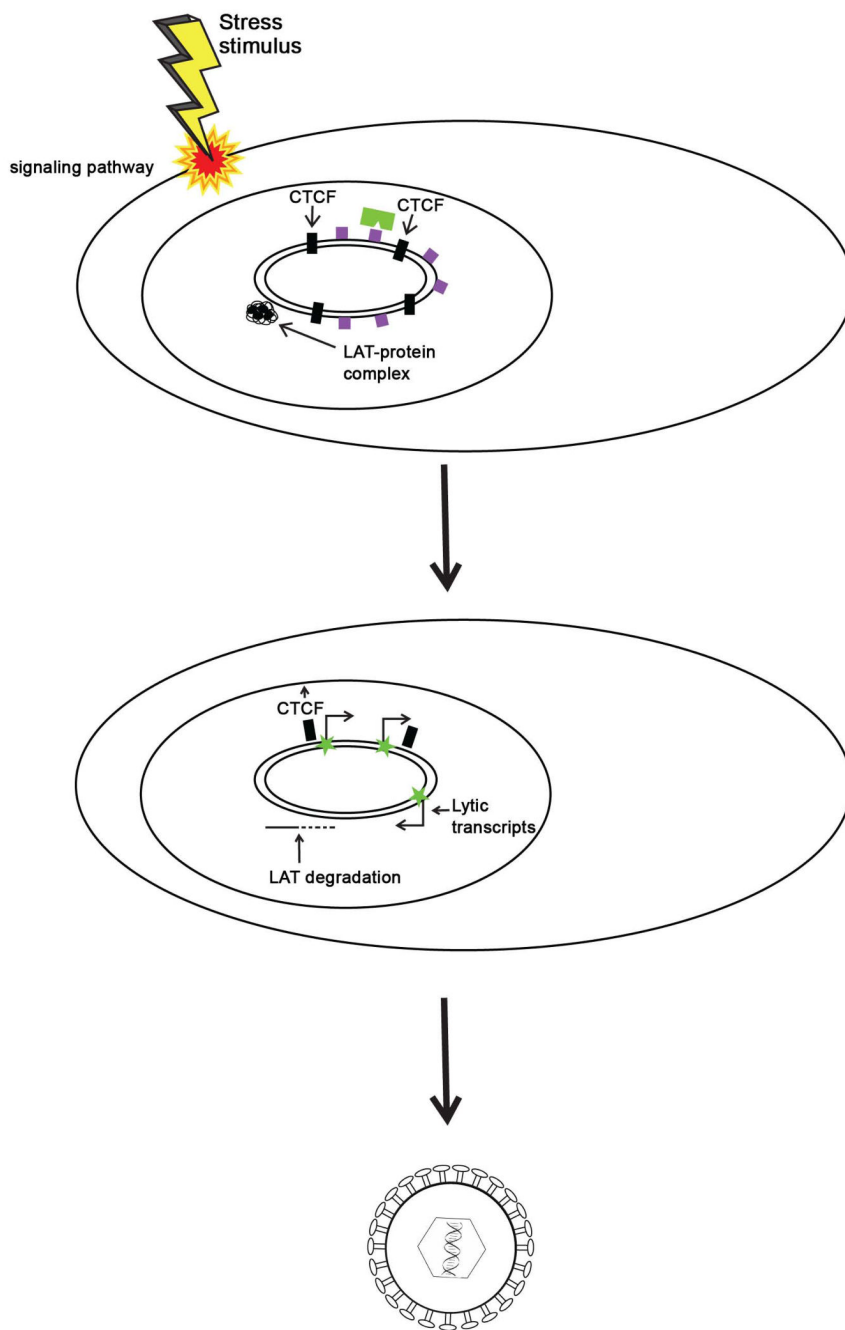 Stress
stimulus
signaling pathway
CTCF
CTCF
LAT-protein
complex
CTCF
Lytic
transcripts
LAT degradation